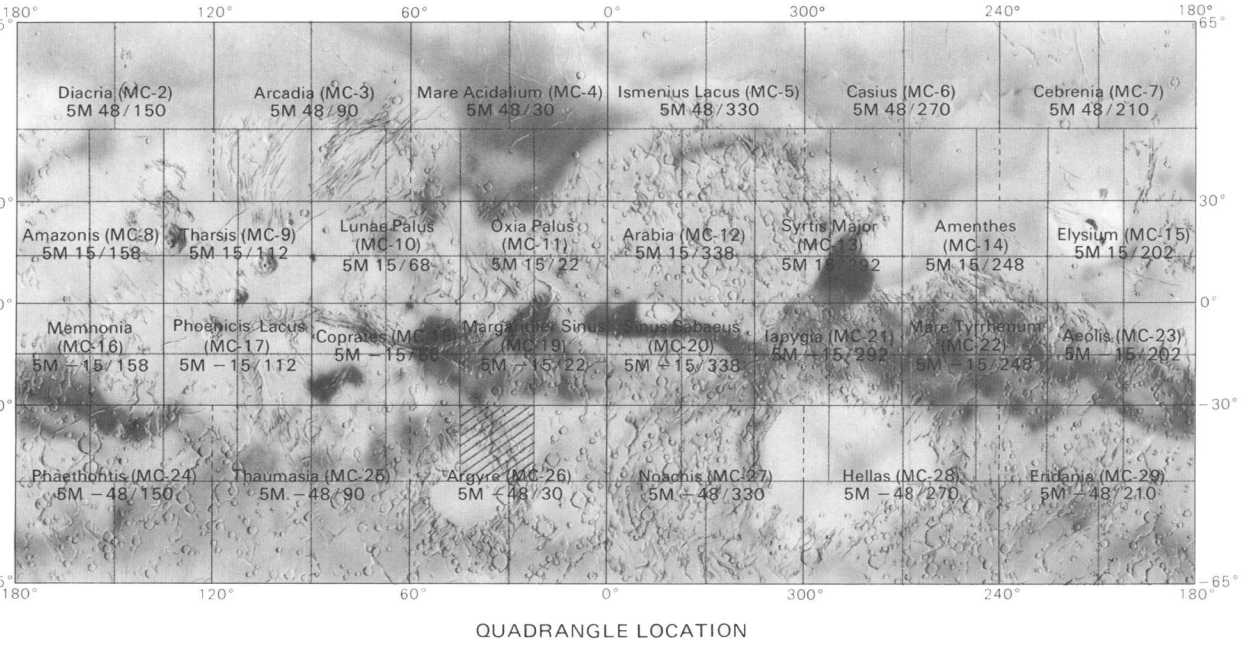 180° 120° 60° 0° 300° 240° 180°
65° 65°
Diacria (MC-2) Arcadia (MC-3) Mare Acidalium (MC-4) Ismenius Lacus (MC-5) Casius (MC-6) Cebrenia (MC-7)
5M 48/150 5M 48/90 5M 48/30 5M 48/330 5M 48/270 5M 48/210
0° 30°
Amazonis (MC-8) Tharsis (MC-9) Lunae Palus Oxia Palus Arabia (MC-12) Syrtis Major Amenthes Elysium (MC-15)
(MC-10) (MC-11) (MC-13) (MC-14)
5M 15/158 5M 15/112 5M 15/68 5M 15/22 5M 15/338 5M 15/292 5M 15/248 5M 15/202
0° 0°
Memnonia Phoenicis Lacus Coprates (MC-18) Margaritifer Sinus Sinus Sabaeus Iapygia (MC-21) Mare Tyrrhenum Aeolis (MC-23)
(MC-16) (MC-17) (MC-19) (MC-20) (MC-22)
5M −15/158 5M −15/112 5M −15/68 5M −15/22 5M −15/338 5M −15/292 5M −15/248 5M −15/202
0° −30°
Phaethontis (MC-24) Thaumasia (MC-25) Argyre (MC-26) Noachis (MC-27) Hellas (MC-28) Eridania (MC-29)
5M −48/150 5M −48/90 5M −48/30 5M −48/330 5M −48/270 5M −48/210
5° −65°
180° 120° 60° 0° 300° 240° 180°
QUADRANGLE LOCATION